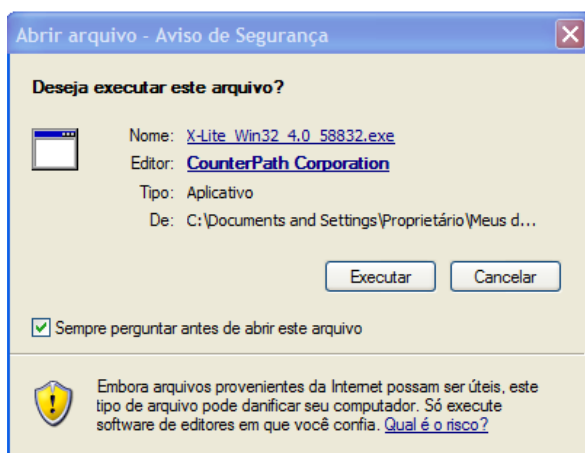 Abrir arquivo - Aviso de Segurança
Deseja executar este arquivo?
Nome: X-Lite_Win32_4.0_58832.exe
Editor: CounterPath Corporation
Tipo: Aplicativo
De: C:\Documents and Settings\Proprietário\Meus d...
Executar Cancelar
Sempre perguntar antes de abrir este arquivo
Embora arquivos provenientes da Internet possam ser úteis, este
tipo de arquivo pode danificar seu computador. Só execute
software de editores em que você confia. Qual é o risco?